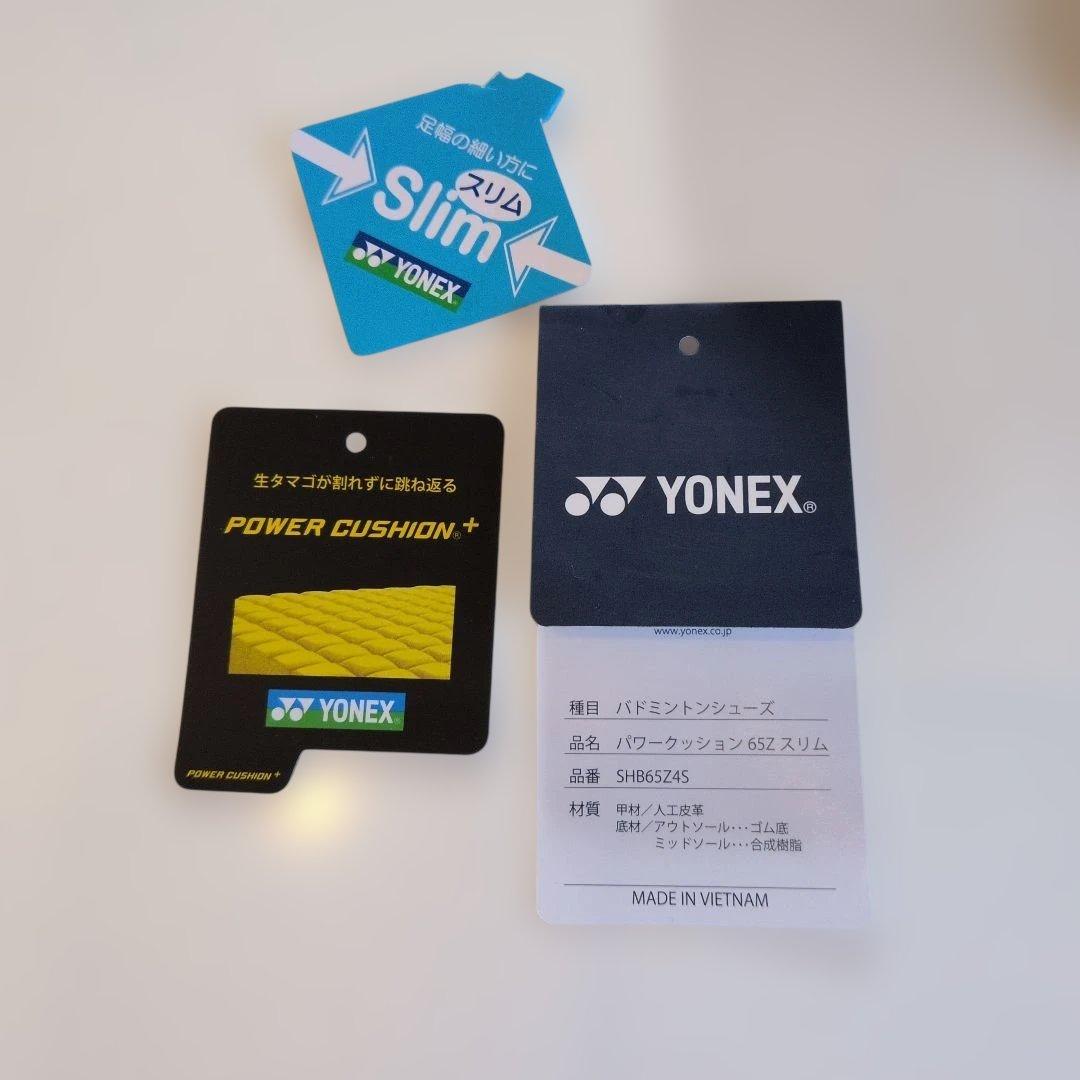 足幅の細い方に
スリム
Slim
YONEX
生タマゴが割れずに跳ね返る
POWER CUSHION®+
YONEX®
POWER CUSHION+
YONEX®
www.yonex.co.jp
種目 バドミントンシューズ
品名 パワークッション 65Z スリム
品番 SHB65Z4S
材質 甲材/人工皮革
底材/アウトソール･･･ゴム底
ミッドソール･･･合成樹脂
MADE IN VIETNAM